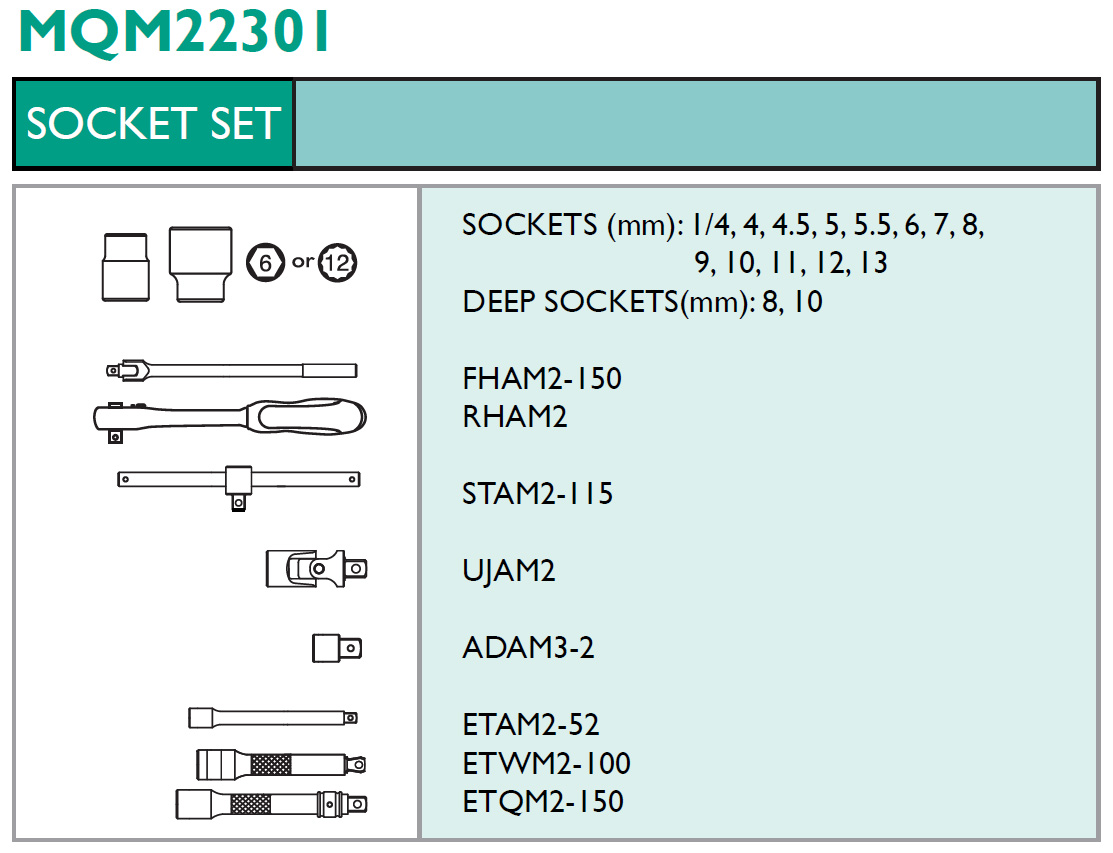 MQM22301
SOCKET SET
SOCKETS (mm): 1/4, 4, 4.5, 5, 5.5, 6, 7, 8,
9, 10, 11, 12, 13
6 or 12
DEEP SOCKETS(mm): 8, 10
FHAM2-150
RHAM2
STAM2-115
UJAM2
ADAM3-2
ETAM2-52
ETWM2-100
ETQM2-150